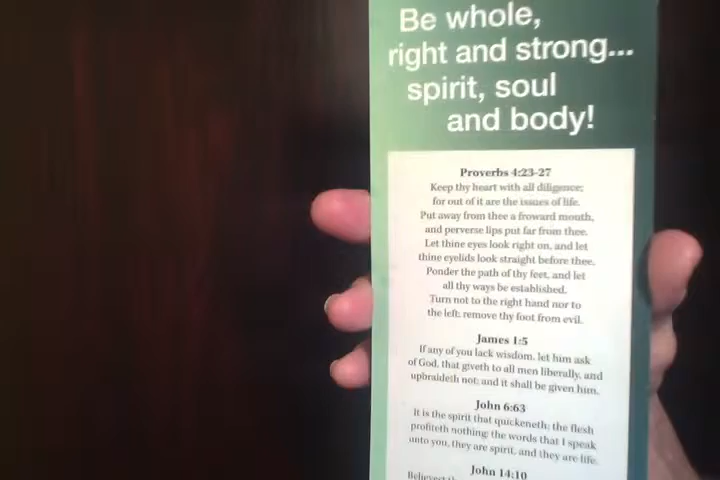 Be whole,
right and strong...
spirit, soul
and body!
Proverbs 4:23-27
Keep thy heart with all diligence;
for out of it are the issues of life.
Put away from thee a froward mouth,
and perverse lips put far from thee.
Let thine eyes look right on, and let
thine eyelids look straight before thee.
Ponder the path of thy feet, and let
all thy ways be established.
Turn not to the right hand nor to
the left: remove thy foot from evil.
James 1:5
If any of you lack wisdom, let him ask
of God, that giveth to all men liberally, and
upbraideth not; and it shall be given him.
John 6:63
It is the spirit that quickeneth; the flesh
profiteth nothing: the words that I speak
unto you, they are spirit, and they are life.
John 14:10
Believest